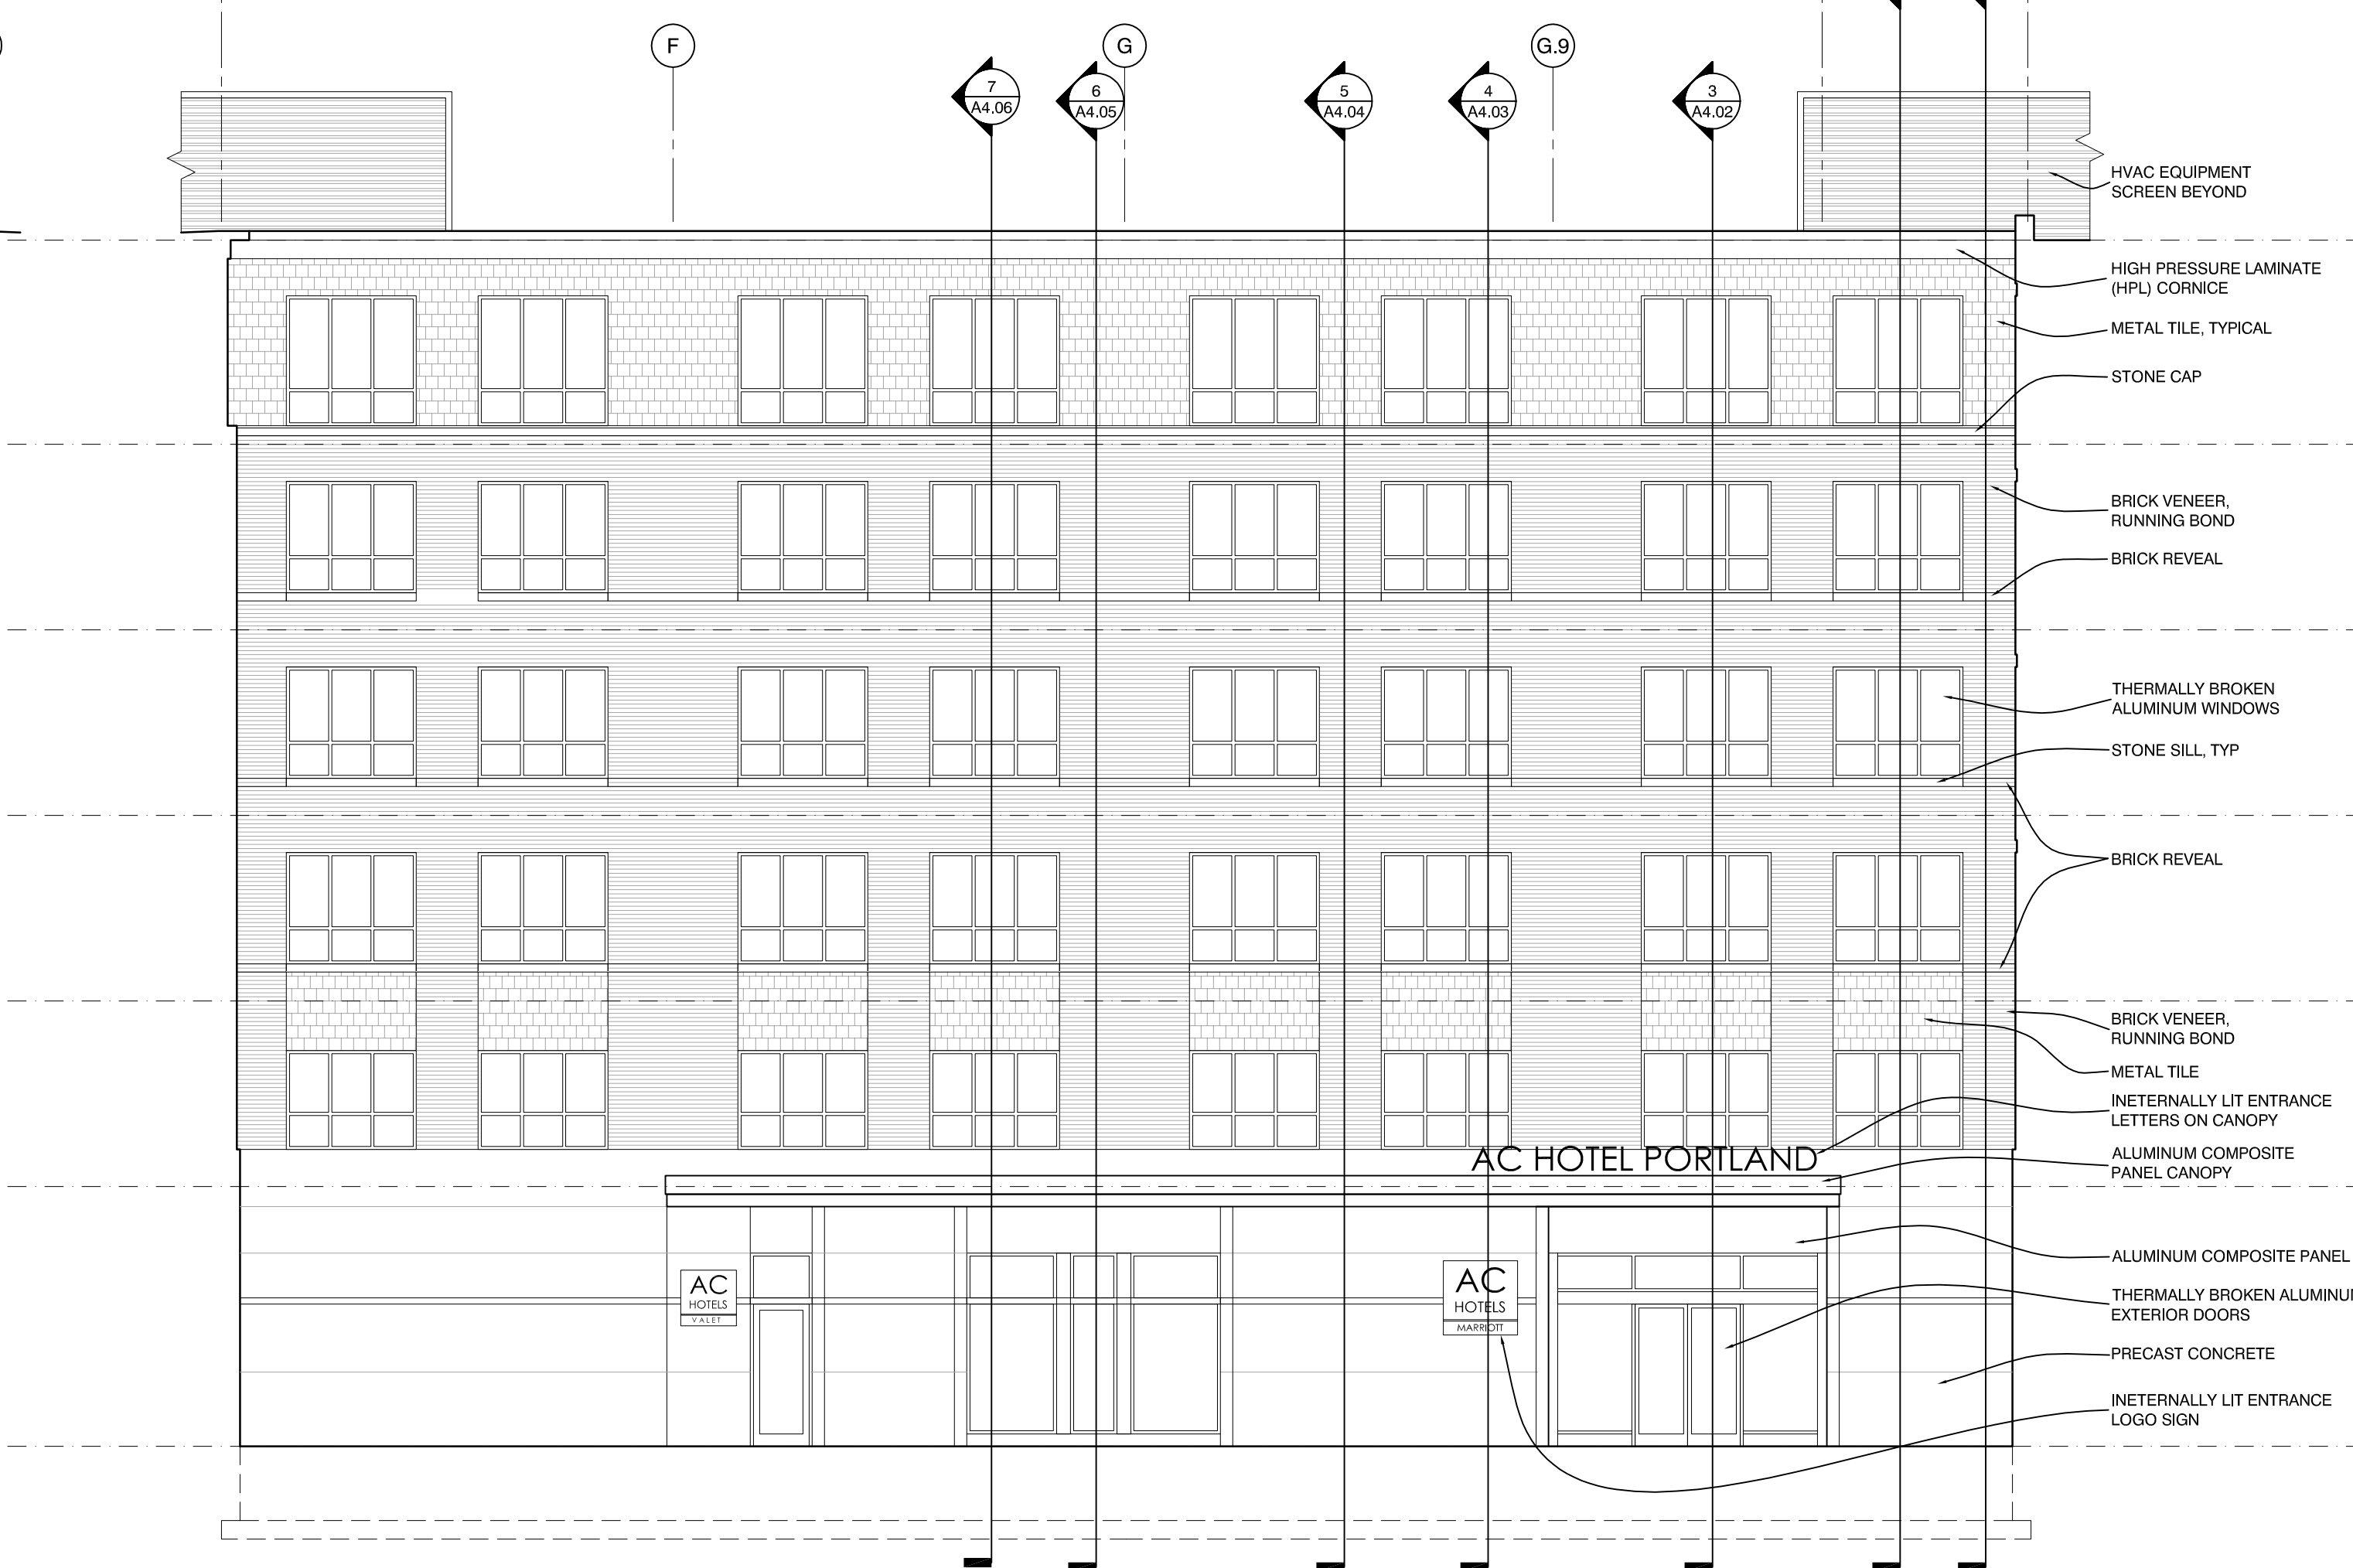 F
G
G.9
7
A4.06
6
A4.05
5
A4.04
4
A4.03
3
A4.02
HVAC EQUIPMENT
SCREEN BEYOND
HIGH PRESSURE LAMINATE
(HPL) CORNICE
METAL TILE, TYPICAL
STONE CAP
BRICK VENEER,
RUNNING BOND
BRICK REVEAL
THERMALLY BROKEN
ALUMINUM WINDOWS
STONE SILL, TYP
BRICK REVEAL
BRICK VENEER,
RUNNING BOND
METAL TILE
INETERNALLY LIT ENTRANCE
LETTERS ON CANOPY
AC HOTEL PORTLAND
ALUMINUM COMPOSITE
PANEL CANOPY
ALUMINUM COMPOSITE PANEL
AC
HOTELS
VALET
AC
HOTELS
MARRIOTT
THERMALLY BROKEN ALUMINU
EXTERIOR DOORS
PRECAST CONCRETE
INETERNALLY LIT ENTRANCE
LOGO SIGN